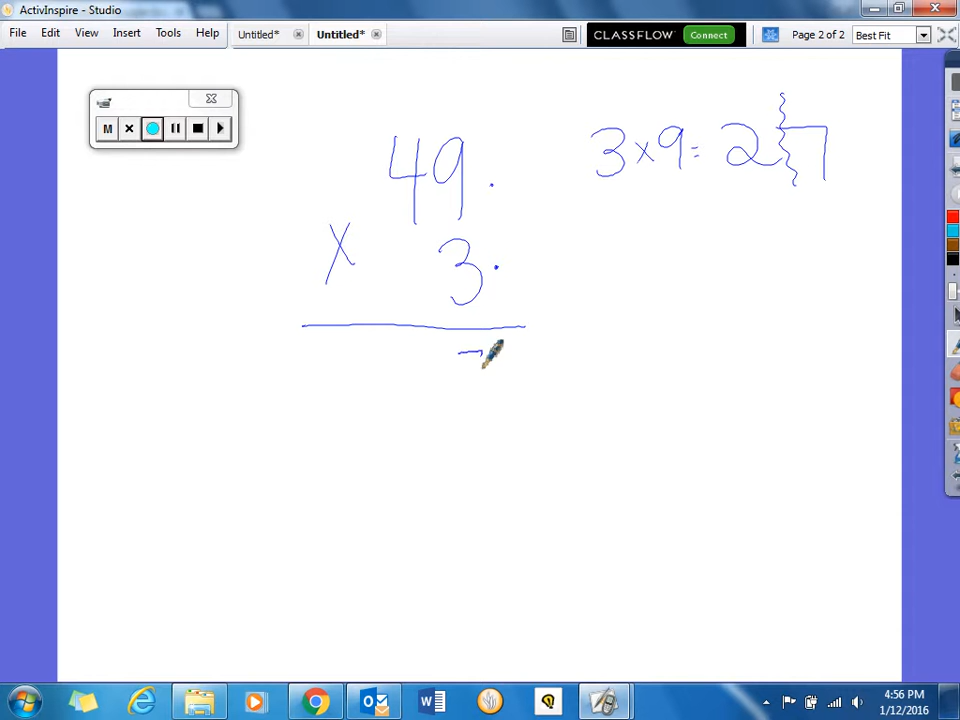 ActivInspire - Studio
File Edit View Insert Tools Help Untitled* Untitled* CLASSFLOW Connect Page 2 of 2 Best Fit
M
49.
3x9=27
X 3.
4:56 PM
1/12/2016